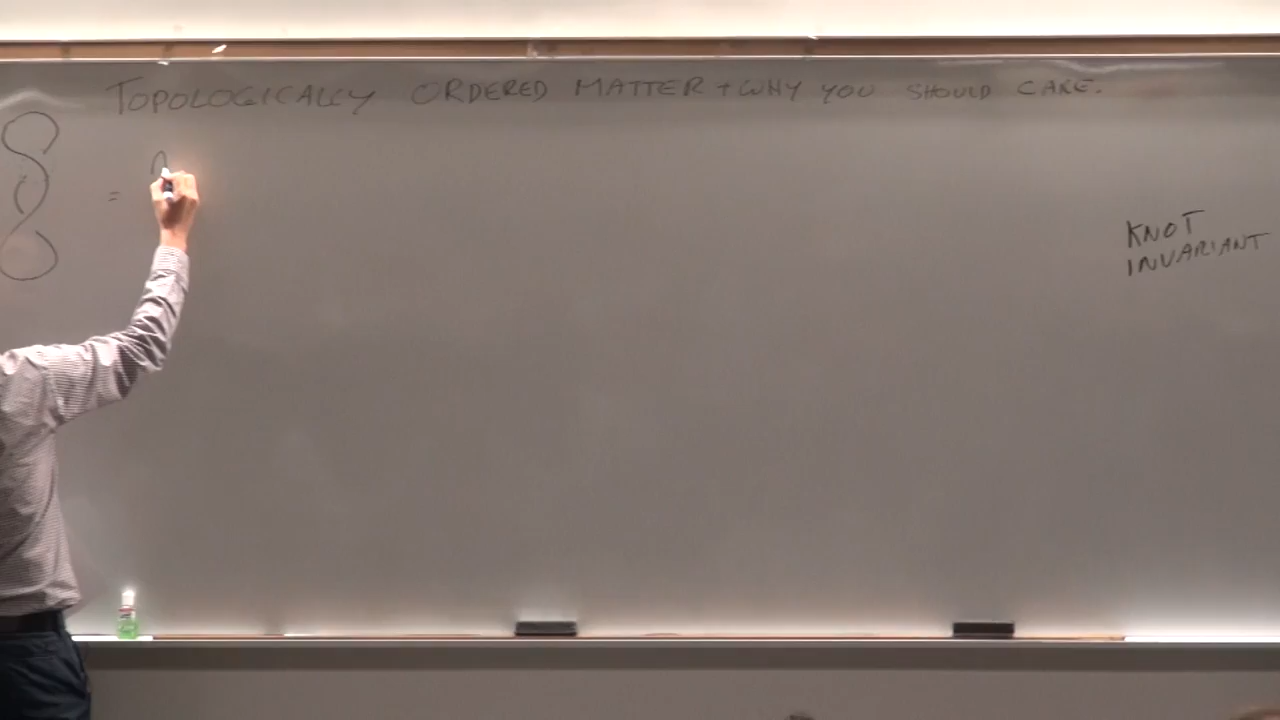 TOPOLOGICALLY ORDERED MATTER + WHY YOU SHOULD CARE.
=
KNOT
INVARIANT